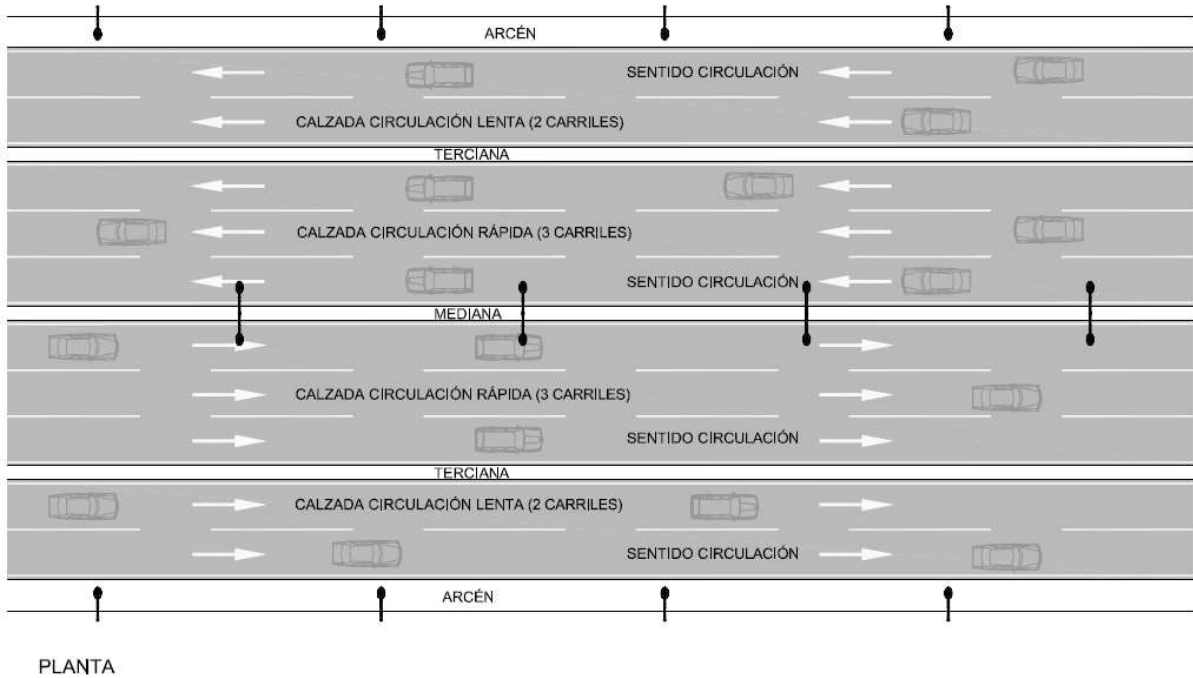 ARCÉN
SENTIDO CIRCULACIÓN
CALZADA CIRCULACIÓN LENTA (2 CARRILES)
TERCIANA
CALZADA CIRCULACIÓN RÁPIDA (3 CARRILES)
SENTIDO CIRCULACIÓN
MEDIANA
CALZADA CIRCULACIÓN RÁPIDA (3 CARRILES)
SENTIDO CIRCULACIÓN
TERCIANA
CALZADA CIRCULACIÓN LENTA (2 CARRILES)
SENTIDO CIRCULACIÓN
ARCÉN
PLANTA